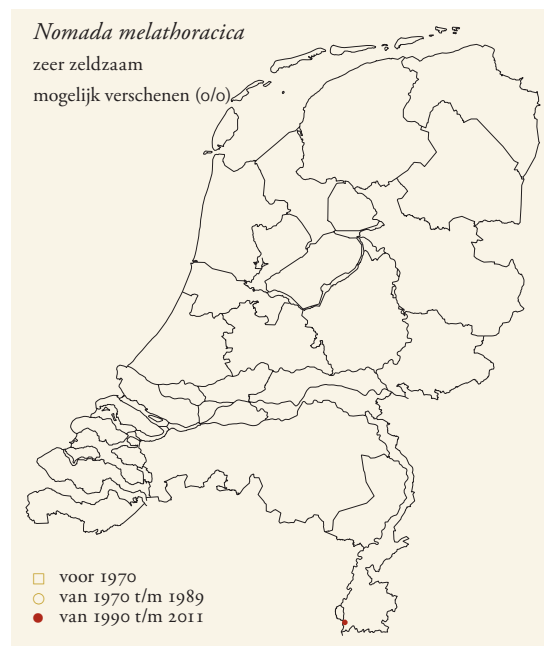 Nomada melathoracica
zeer zeldzaam
mogelijk verschenen (0/0)
voor 1970
van 1970 t/m 1989
van 1990 t/m 2011